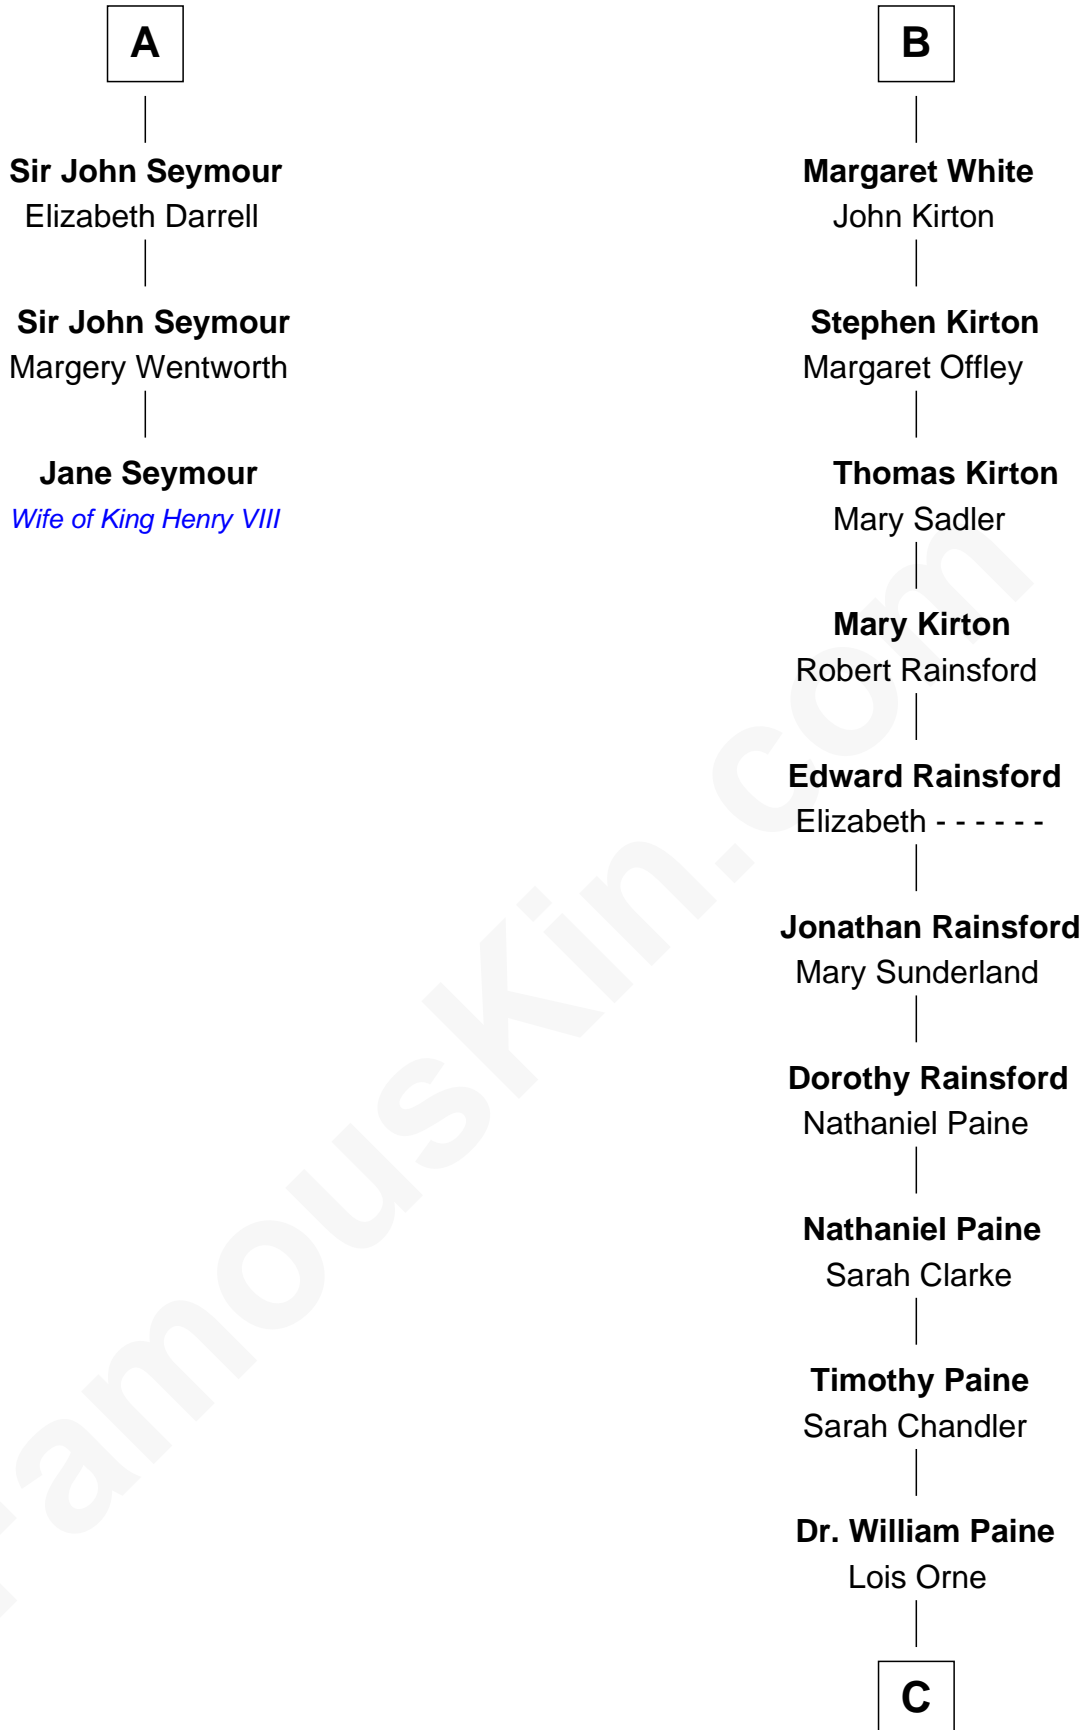 A
Sir John Seymour
Elizabeth Darrell
Sir John Seymour
Margery Wentworth
Jane Seymour
Wife of King Henry VIII
B
Margaret White
John Kirton
Stephen Kirton
Margaret Offley
Thomas Kirton
Mary Sadler
Mary Kirton
Robert Rainsford
Edward Rainsford
Elizabeth - - - - - -
Jonathan Rainsford
Mary Sunderland
Dorothy Rainsford
Nathaniel Paine
Nathaniel Paine
Sarah Clarke
Timothy Paine
Sarah Chandler
Dr. William Paine
Lois Orne
C
FamousKin.com